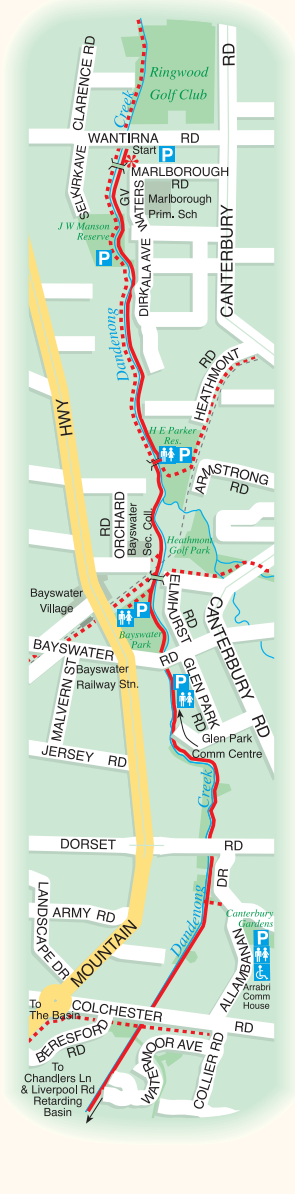 CLARENCE RD
Ringwood
Golf Club
RD
Creek
WANTIRNA RD
Start
P
SELKIRK AVE
MARLBOROUGH
RD
GV WATERS
Marlborough
Prim. Sch
J W Manson
Reserve
P
DIRKALA AVE
CANTERBURY
Dandenong
HWY
HEATHMONT
RD
H E Parker
Res.
P
ARMSTRONG
RD
ORCHARD
RD
Bayswater
Sec. Coll.
Heathmont
Golf Park
Bayswater
Village
ELMHURST
RD
P
Bayswater
Park
CANTERBURY RD
BAYSWATER RD
Bayswater
Railway Stn.
MALVERN ST
GLEN PARK
RD
P
Glen Park
Comm Centre
JERSEY RD
Creek
DORSET RD
DR
LANDSCAPE DR
ARMY RD
Dandenong
Canterbury
Gardens
P
ALLAMBANAN
Arrabri
Comm
House
MOUNTAIN
To
The Basin
COLCHESTER RD
BERESFORD
RD
WATERMOOR AVE
COLLIER RD
To
Chandlers Ln
& Liverpool Rd
Retarding
Basin